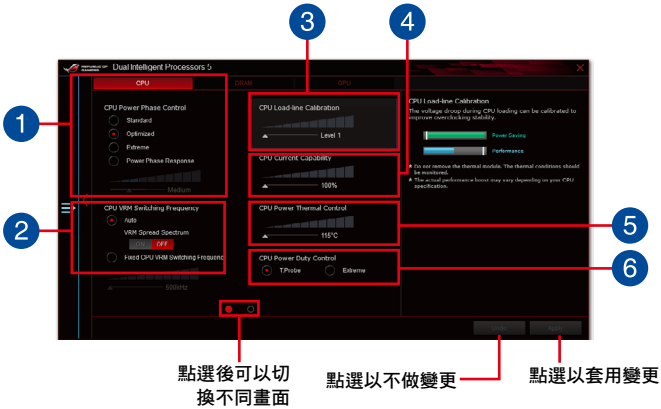 3
4
REPUBLIC OF GAMERS
Dual Intelligent Processors 5
CPU
DRAM
GPU
1
CPU Power Phase Control
Standard
Optimized
Extreme
Power Phase Response
Medium
CPU Load-line Calibration
Level 1
CPU Current Capability
100%
CPU Load-line Calibration
The voltage droop during CPU loading can be calibrated to
improve overclocking stability.
Power Saving
Performance
★ Do not remove the thermal module. The thermal conditions should
be monitored.
★ The actual performance boost may vary depending on your CPU
specification.
2
CPU VRM Switching Frequency
Auto
VRM Spread Spectrum
ON
OFF
Fixed CPU VRM Switching Frequenc
500KHz
CPU Power Thermal Control
115°C
5
CPU Power Duty Control
T.Probe
Extreme
6
Undo
Apply
點選後可以切
換不同畫面
點選以不做變更
點選以套用變更